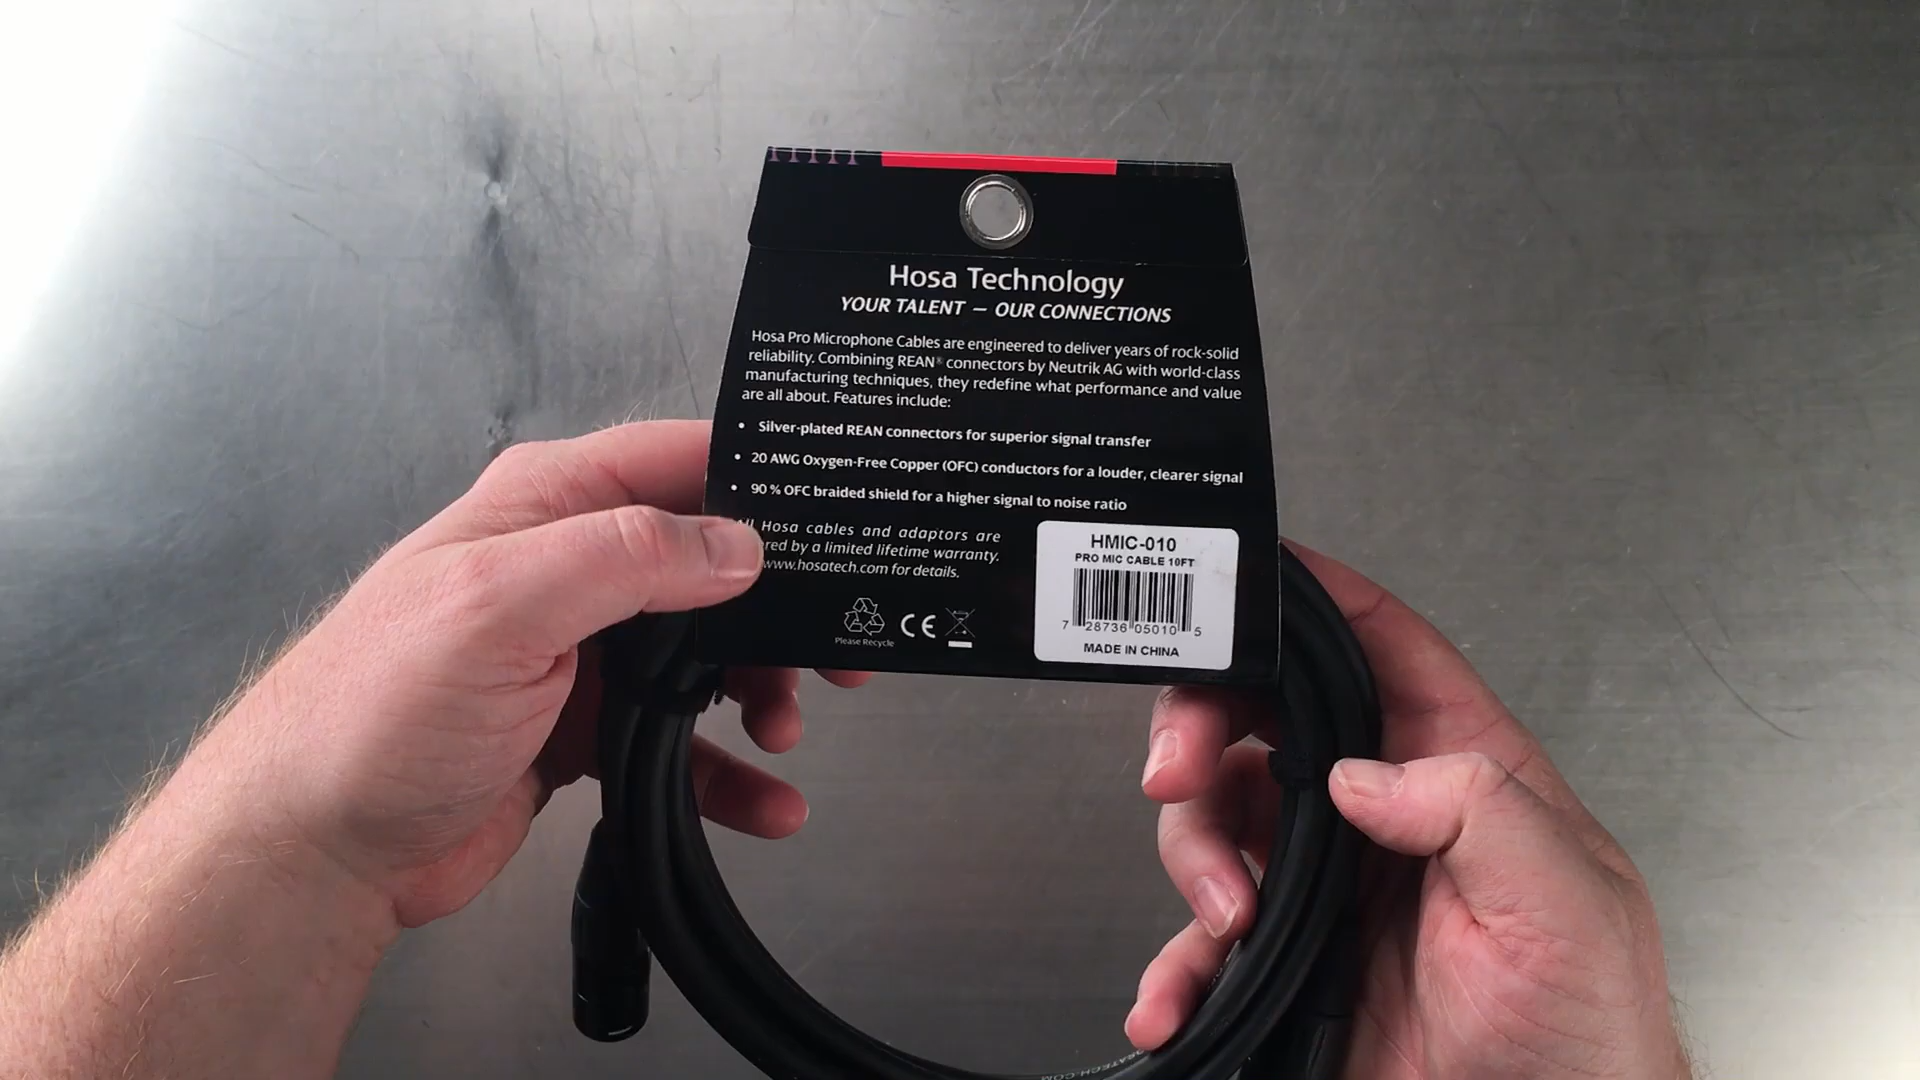 Hosa Technology
YOUR TALENT – OUR CONNECTIONS
Hosa Pro Microphone Cables are engineered to deliver years of rock-solid
reliability. Combining REAN® connectors by Neutrik AG with world-class
manufacturing techniques, they redefine what performance and value
are all about. Features include:
• Silver-plated REAN connectors for superior signal transfer
• 20 AWG Oxygen-Free Copper (OFC) conductors for a louder, clearer signal
• 90 % OFC braided shield for a higher signal to noise ratio
Hosa cables and adaptors are
by a limited lifetime warranty.
www.hosatech.com for details.
Please Recycle
CE
HMIC-010
PRO MIC CABLE 10FT
7 28736 05010 5
MADE IN CHINA